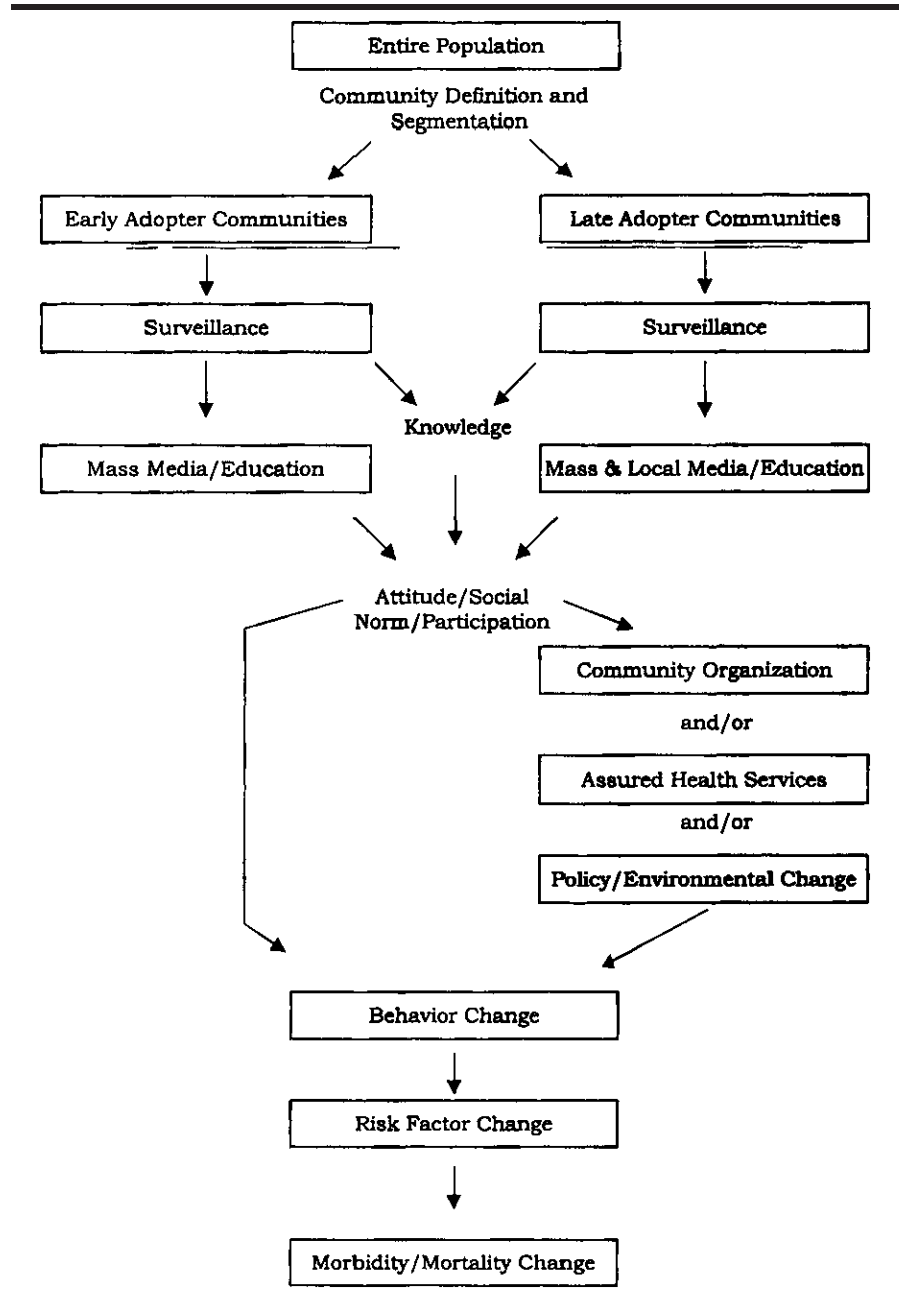 Entire Population
Community Definition and
Segmentation
Early Adopter Communities
Late Adopter Communities
Surveillance
Surveillance
Knowledge
Mass Media/Education
Mass & Local Media/Education
Attitude/Social
Norm/Participation
Community Organization
and/or
Assured Health Services
and/or
Policy/Environmental Change
Behavior Change
Risk Factor Change
Morbidity/Mortality Change